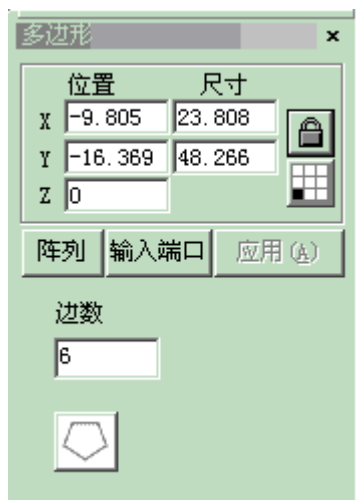 多边形
位置 尺寸
X -9.805 23.808
Y -16.369 48.266
Z 0
阵列 输入端口 应用(A)
边数
6